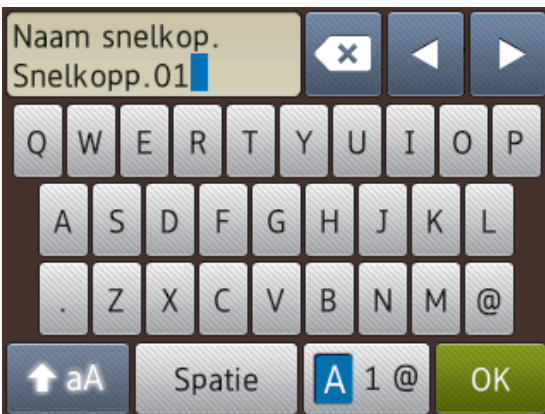 Naam snelkop.
Snelkopp.01
Q W E R T Y U I O P
A S D F G H J K L
. Z X C V B N M @
aA Spatie A 1 @ OK